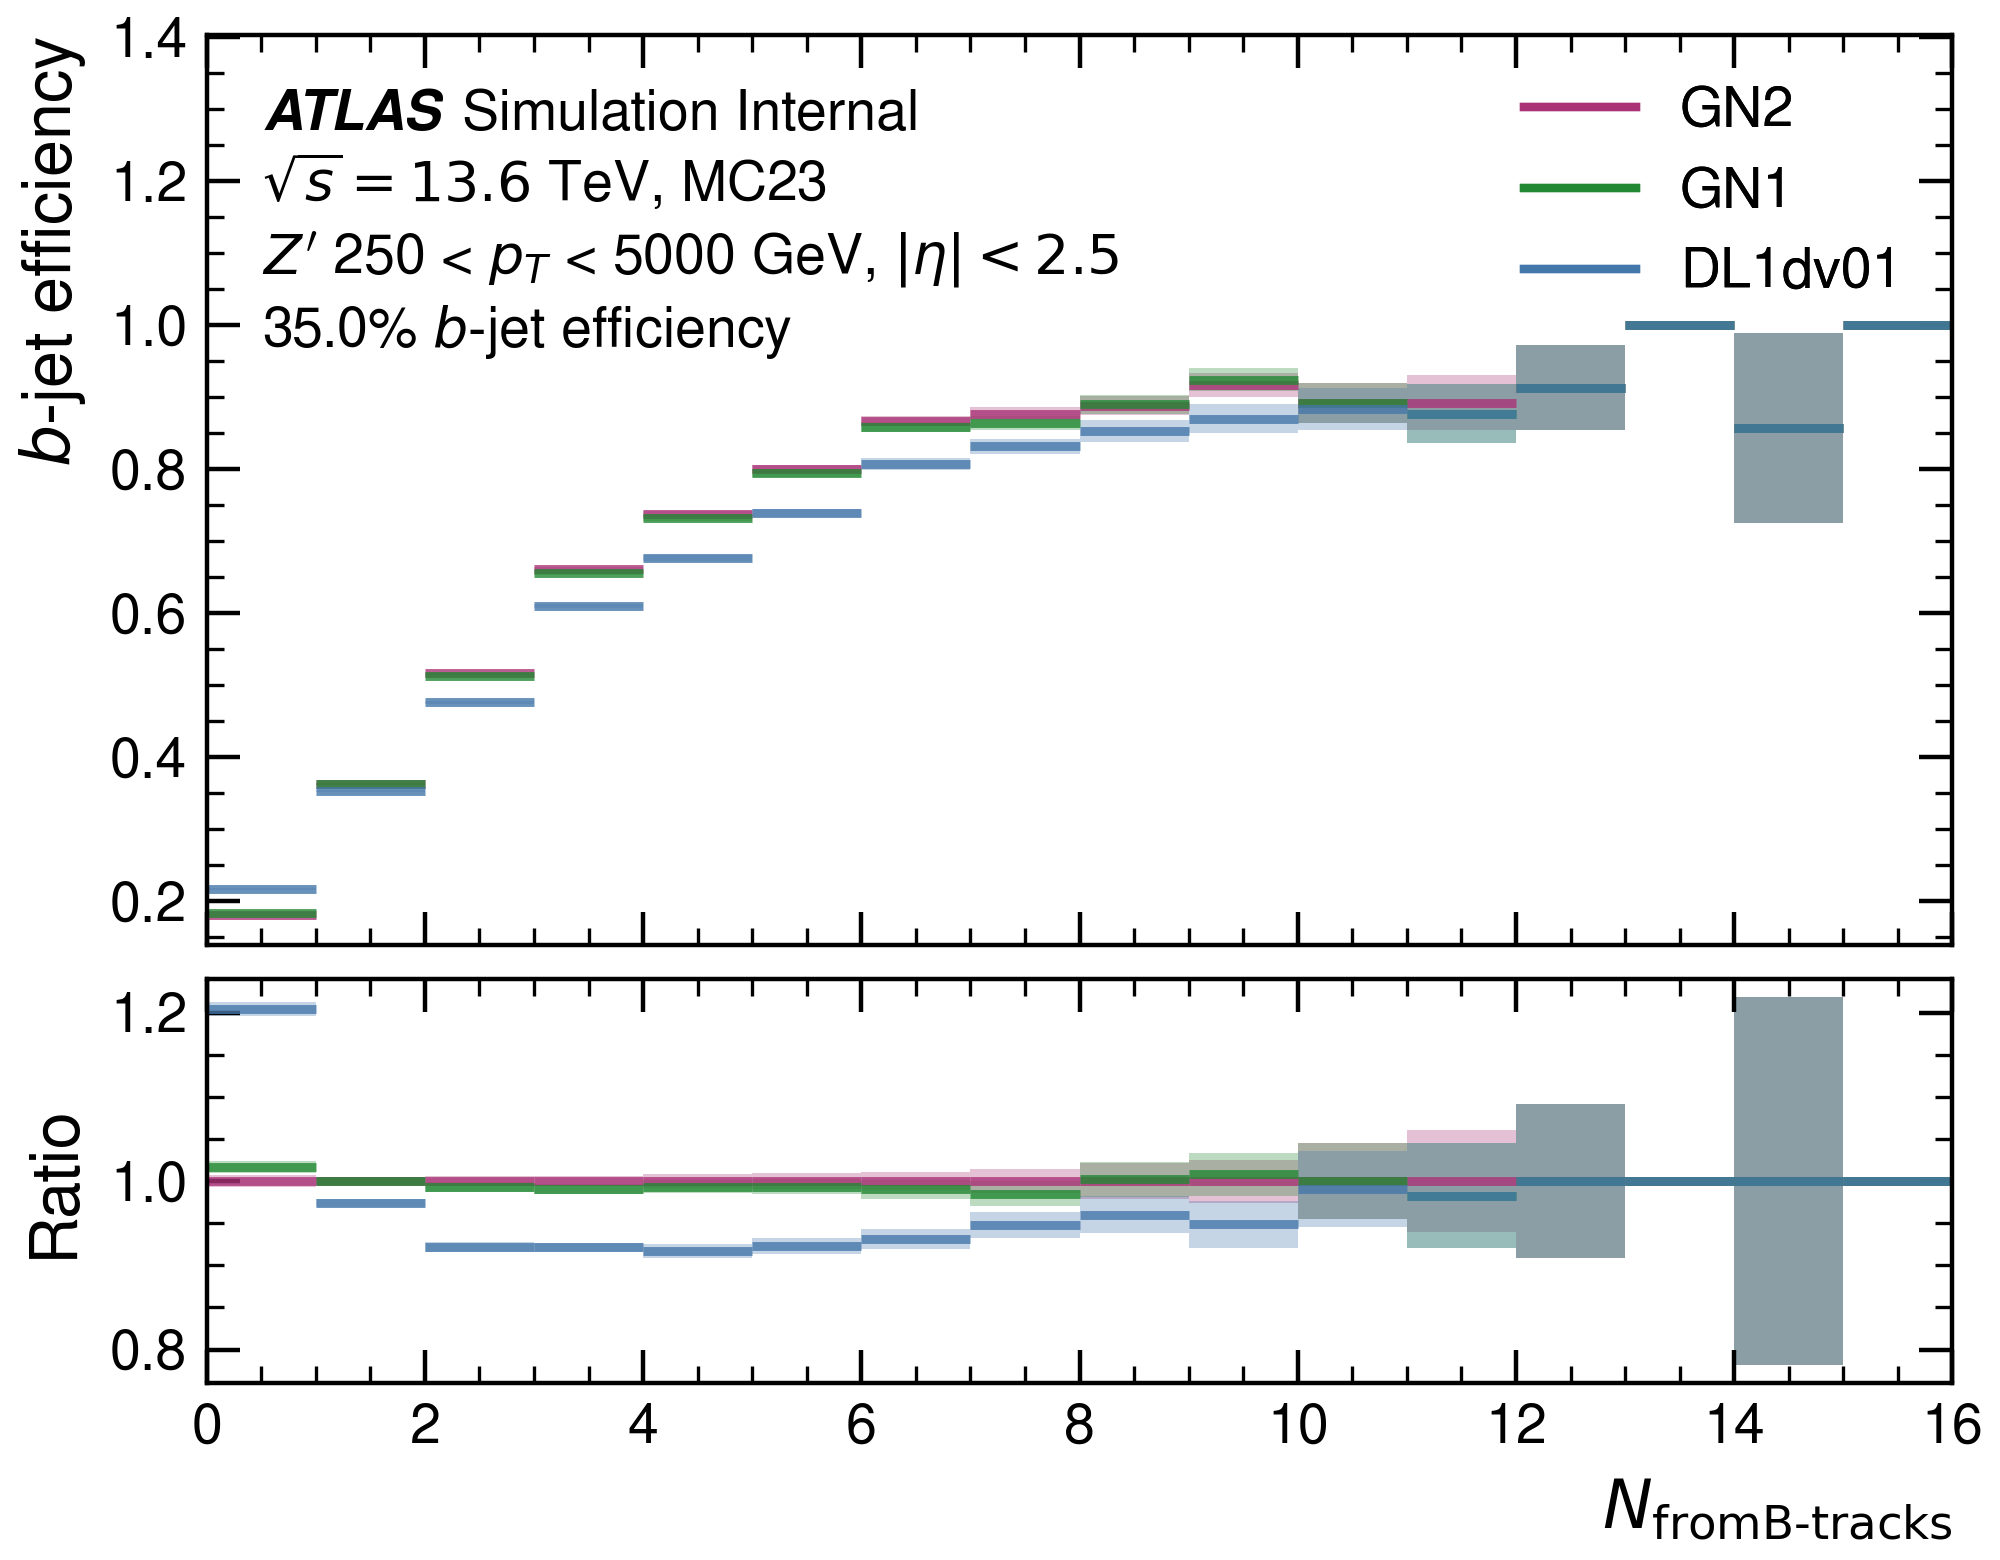 b-jet efficiency
1.4
1.2
1.0
0.8
0.6
0.4
0.2
ATLAS Simulation Internal
√s = 13.6 TeV, MC23
Z′ 250 < pT < 5000 GeV, |η| < 2.5
35.0% b-jet efficiency
GN2
GN1
DL1dv01
Ratio
1.2
1.0
0.8
0 2 4 6 8 10 12 14 16
NfromB-tracks